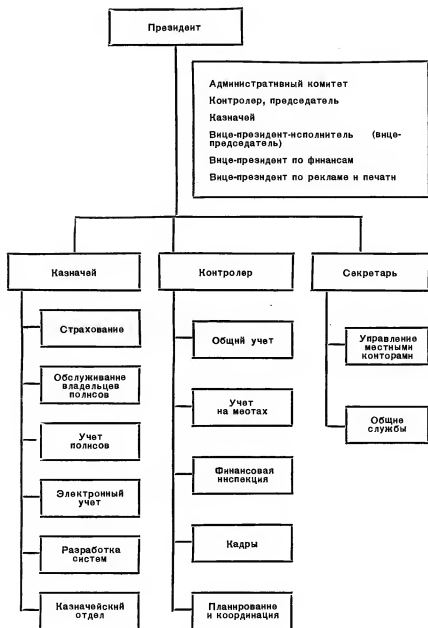 Президент
Административный комитет
Контролер, председатель
Казначей
Вице-президент-исполнитель (вице-
председатель)
Вице-президент по финансам
Вице-президент по рекламе и печати
Казначей
Контролер
Секретарь
Страхование
Обслуживание
владельцев
полисов
Учет
полисов
Электронный
учет
Разработка
систем
Казначейский
отдел
Общий учет
Учет
на местах
Финансовая
инспекция
Кадры
Планирование
и координация
Управление
местными
конторами
Общие
службы